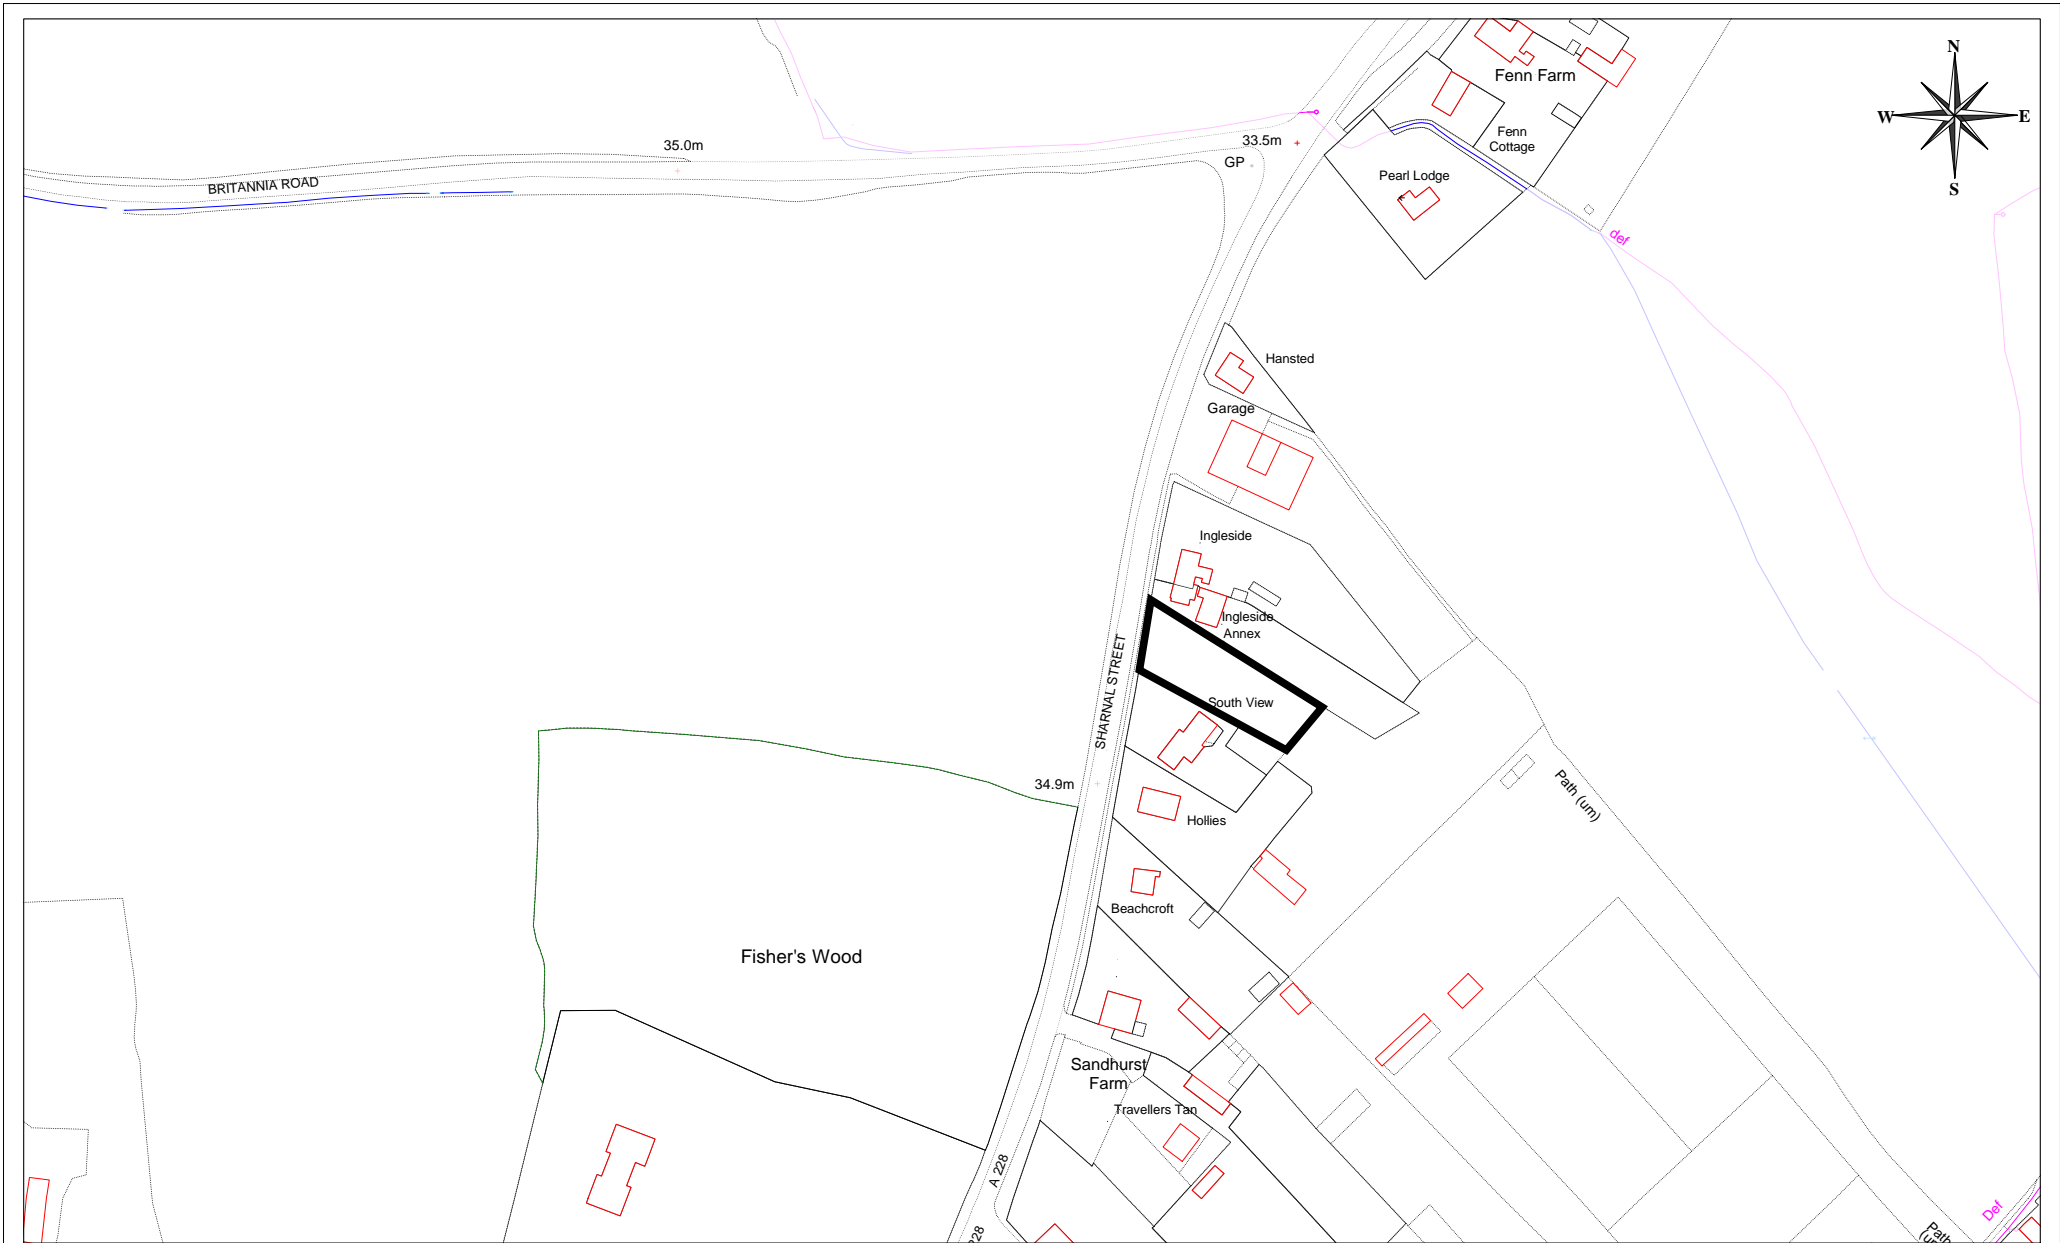 N
Fenn Farm
W
E
33.5m
35.0m
Fenn
Cottage
GP
Pearl Lodge
BRITANNIA ROAD
S
def
Hansted
Garage
Ingleside
Ingleside
Annex
SHARNAL STREET
South View
34.9m
Path (um)
Hollies
Beachcroft
Fisher's Wood
Sandhurst
Farm
Travellers Tan
A 228
Def
Path